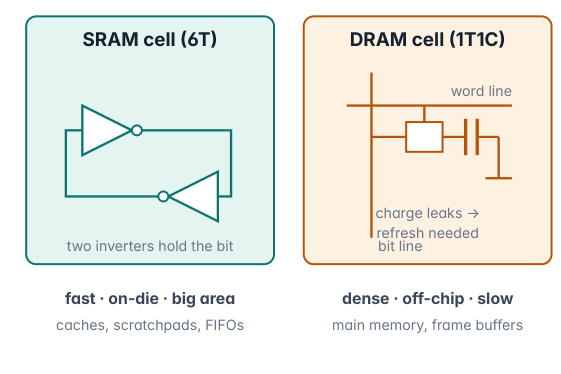 SRAM cell (6T)
two inverters hold the bit
fast · on-die · big area
caches, scratchpads, FIFOs
DRAM cell (1T1C)
word line
charge leaks →
refresh needed
bit line
dense · off-chip · slow
main memory, frame buffers